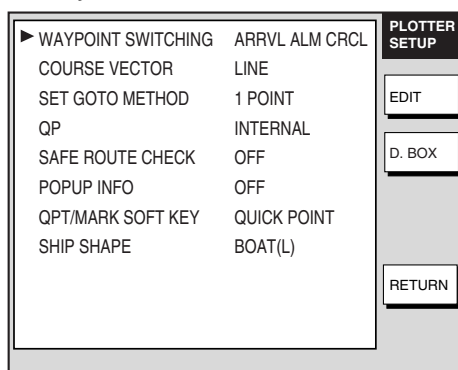 ▶ WAYPOINT SWITCHING ARRVL ALM CRCL
COURSE VECTOR LINE
SET GOTO METHOD 1 POINT
QP INTERNAL
SAFE ROUTE CHECK OFF
POPUP INFO OFF
QPT/MARK SOFT KEY QUICK POINT
SHIP SHAPE BOAT(L)
PLOTTER
SETUP
EDIT
D. BOX
RETURN